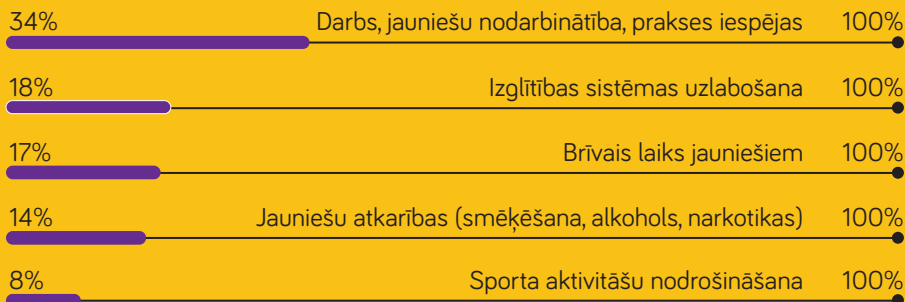 34% Darbs, jauniešu nodarbinātība, prakses iespējas 100%
18% Izglītības sistēmas uzlabošana 100%
17% Brīvais laiks jauniešiem 100%
14% Jauniešu atkarības (smēķēšana, alkohols, narkotikas) 100%
8% Sporta aktivitāšu nodrošināšana 100%